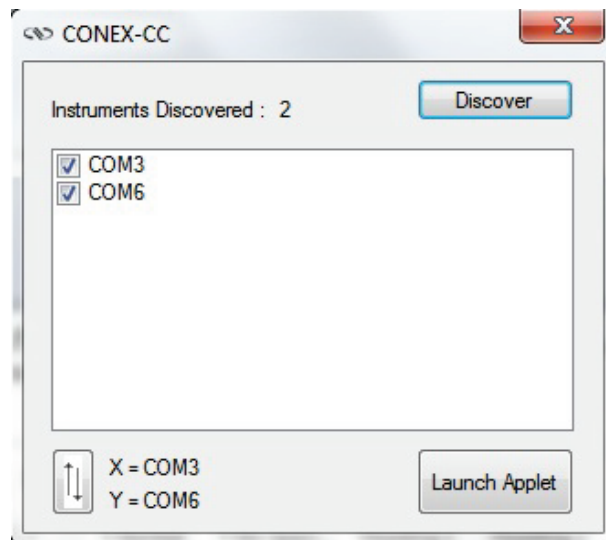 CONEX-CC
Instruments Discovered : 2
Discover
COM3
COM6
X = COM3
Y = COM6
Launch Applet